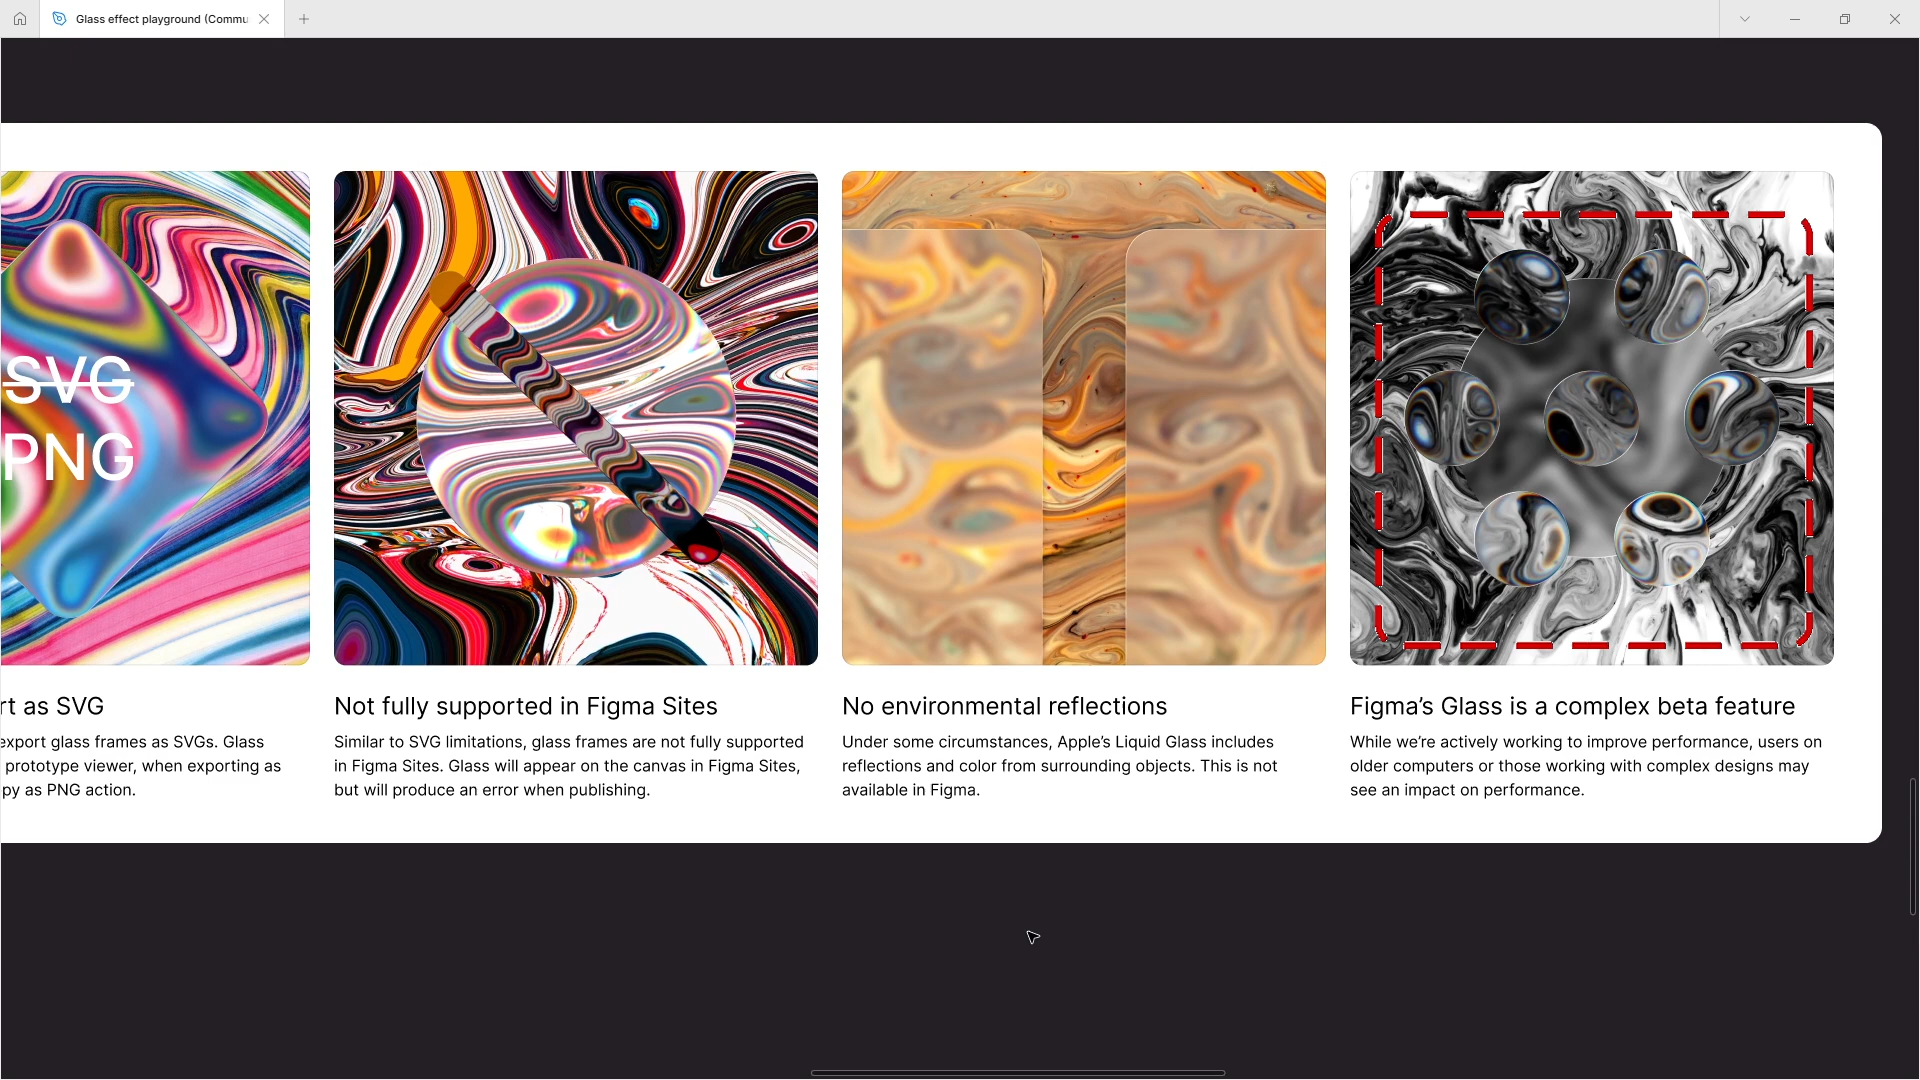 Glass effect playground (Commu
SVG
PNG
rt as SVG
export glass frames as SVGs. Glass
prototype viewer, when exporting as
py as PNG action.
Not fully supported in Figma Sites
Similar to SVG limitations, glass frames are not fully supported
in Figma Sites. Glass will appear on the canvas in Figma Sites,
but will produce an error when publishing.
No environmental reflections
Under some circumstances, Apple’s Liquid Glass includes
reflections and color from surrounding objects. This is not
available in Figma.
Figma’s Glass is a complex beta feature
While we’re actively working to improve performance, users on
older computers or those working with complex designs may
see an impact on performance.